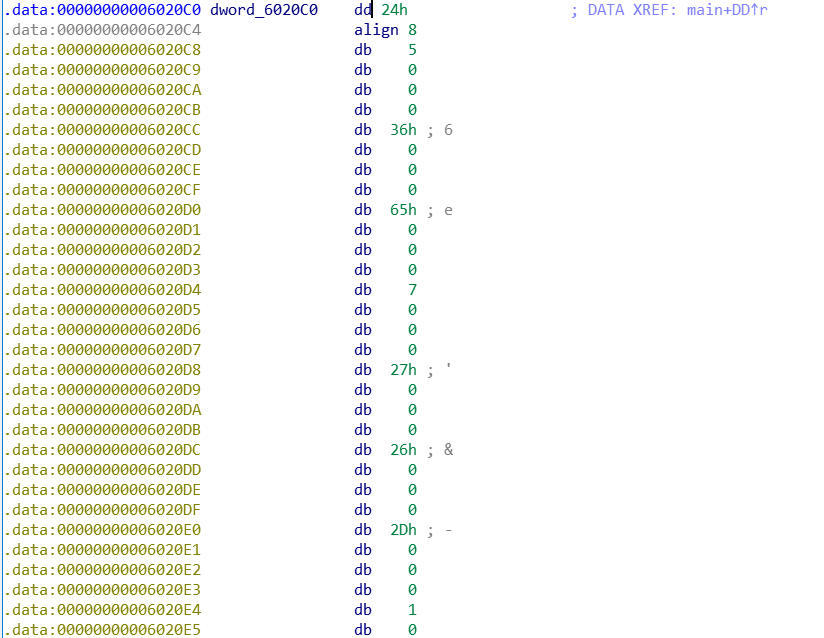 .data:00000000006020C0 dword_6020C0    dd 24h                  ; DATA XREF: main+DD↑r
.data:00000000006020C4                 align 8
.data:00000000006020C8                 db    5
.data:00000000006020C9                 db    0
.data:00000000006020CA                 db    0
.data:00000000006020CB                 db    0
.data:00000000006020CC                 db  36h ; 6
.data:00000000006020CD                 db    0
.data:00000000006020CE                 db    0
.data:00000000006020CF                 db    0
.data:00000000006020D0                 db  65h ; e
.data:00000000006020D1                 db    0
.data:00000000006020D2                 db    0
.data:00000000006020D3                 db    0
.data:00000000006020D4                 db    7
.data:00000000006020D5                 db    0
.data:00000000006020D6                 db    0
.data:00000000006020D7                 db    0
.data:00000000006020D8                 db  27h ; '
.data:00000000006020D9                 db    0
.data:00000000006020DA                 db    0
.data:00000000006020DB                 db    0
.data:00000000006020DC                 db  26h ; &
.data:00000000006020DD                 db    0
.data:00000000006020DE                 db    0
.data:00000000006020DF                 db    0
.data:00000000006020E0                 db  2Dh ; -
.data:00000000006020E1                 db    0
.data:00000000006020E2                 db    0
.data:00000000006020E3                 db    0
.data:00000000006020E4                 db    1
.data:00000000006020E5                 db    0